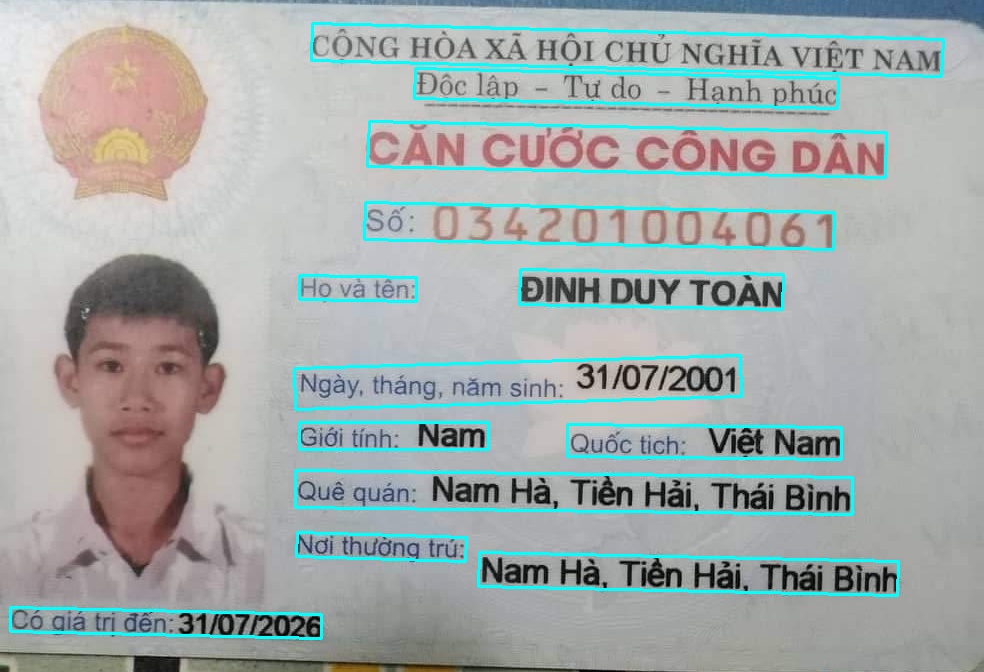 CỘNG HÒA XÃ HỘI CHỦ NGHĨA VIỆT NAM
Độc lập - Tự do - Hạnh phúc
CĂN CƯỚC CÔNG DÂN
Số: 034201004061
Họ và tên: ĐINH DUY TOÀN
Ngày, tháng, năm sinh: 31/07/2001
Giới tính: Nam Quốc tịch: Việt Nam
Quê quán: Nam Hà, Tiền Hải, Thái Bình
Nơi thường trú:
Nam Hà, Tiền Hải, Thái Bình
Có giá trị đến: 31/07/2026